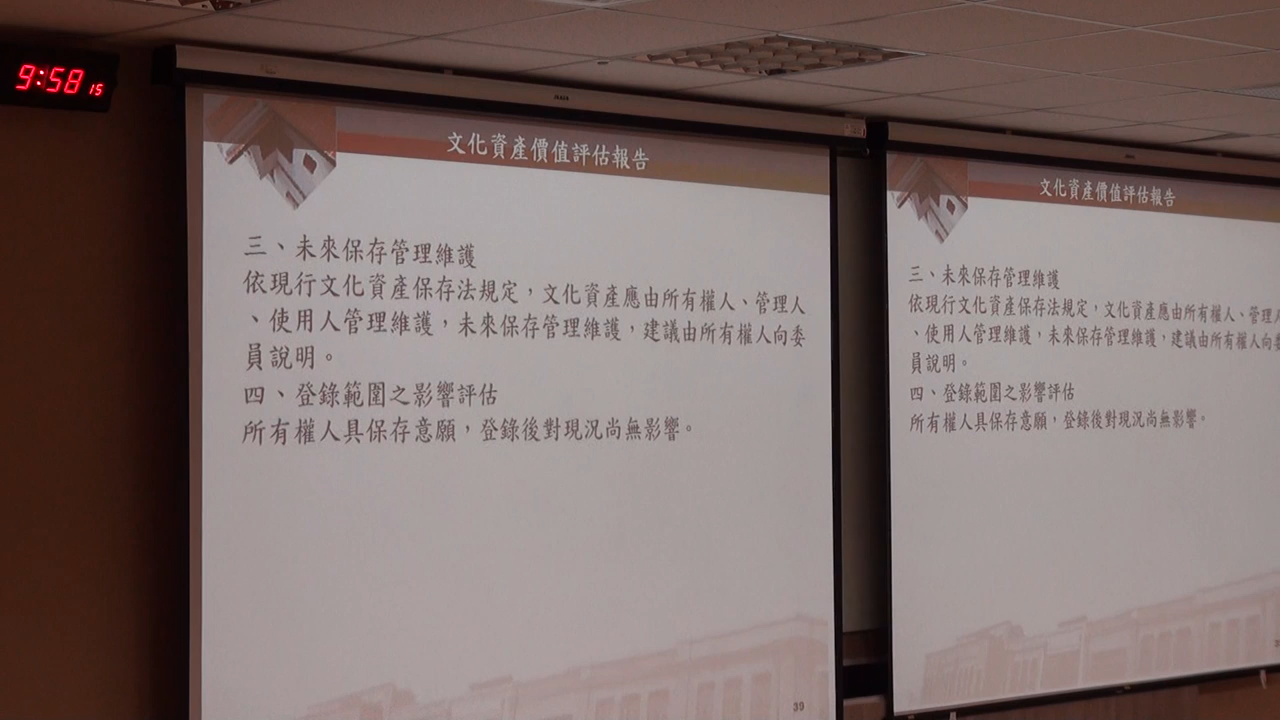 9:58 15
文化資產價值評估報告
三、未來保存管理維護
依現行文化資產保存法規定，文化資產應由所有權人、管理人
、使用人管理維護，未來保存管理維護，建議由所有權人向委
員說明。
四、登錄範圍之影響評估
所有權人具保存意願，登錄後對現況尚無影響。
39
文化資產價值評估報告
三、未來保存管理維護
依現行文化資產保存法規定，文化資產應由所有權人、管理人
、使用人管理維護，未來保存管理維護，建議由所有權人向委
員說明。
四、登錄範圍之影響評估
所有權人具保存意願，登錄後對現況尚無影響。